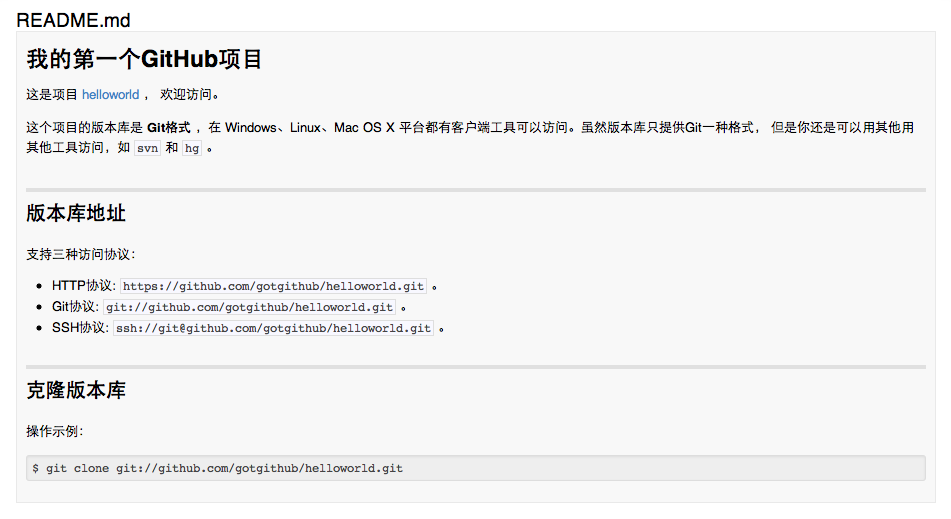 README.md
我的第一个GitHub项目
这是项目 helloworld ， 欢迎访问。
这个项目的版本库是 Git格式 ，在 Windows、Linux、Mac OS X 平台都有客户端工具可以访问。虽然版本库只提供Git一种格式， 但是你还是可以用其他用
其他工具访问，如 svn 和 hg 。
版本库地址
支持三种访问协议：
• HTTP协议: https://github.com/gotgithub/helloworld.git 。
• Git协议: git://github.com/gotgithub/helloworld.git 。
• SSH协议: ssh://git@github.com/gotgithub/helloworld.git 。
克隆版本库
操作示例：
$ git clone git://github.com/gotgithub/helloworld.git